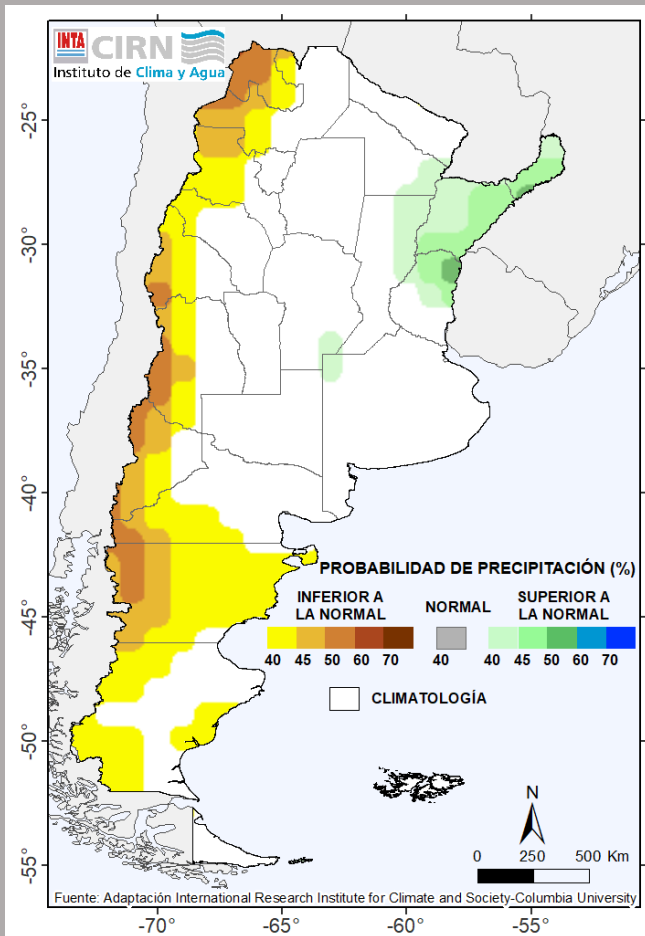 INTA CIRN
Instituto de Clima y Agua
-25°
-30°
-35°
-40°
-45°
-50°
-55°
PROBABILIDAD DE PRECIPITACIÓN (%)
INFERIOR A
LA NORMAL
NORMAL
SUPERIOR A
LA NORMAL
40 45 50 60 70
40
40 45 50 60 70
CLIMATOLOGÍA
N
0 250 500 Km
Fuente: Adaptación International Research Institute for Climate and Society-Columbia University
-70° -65° -60° -55°